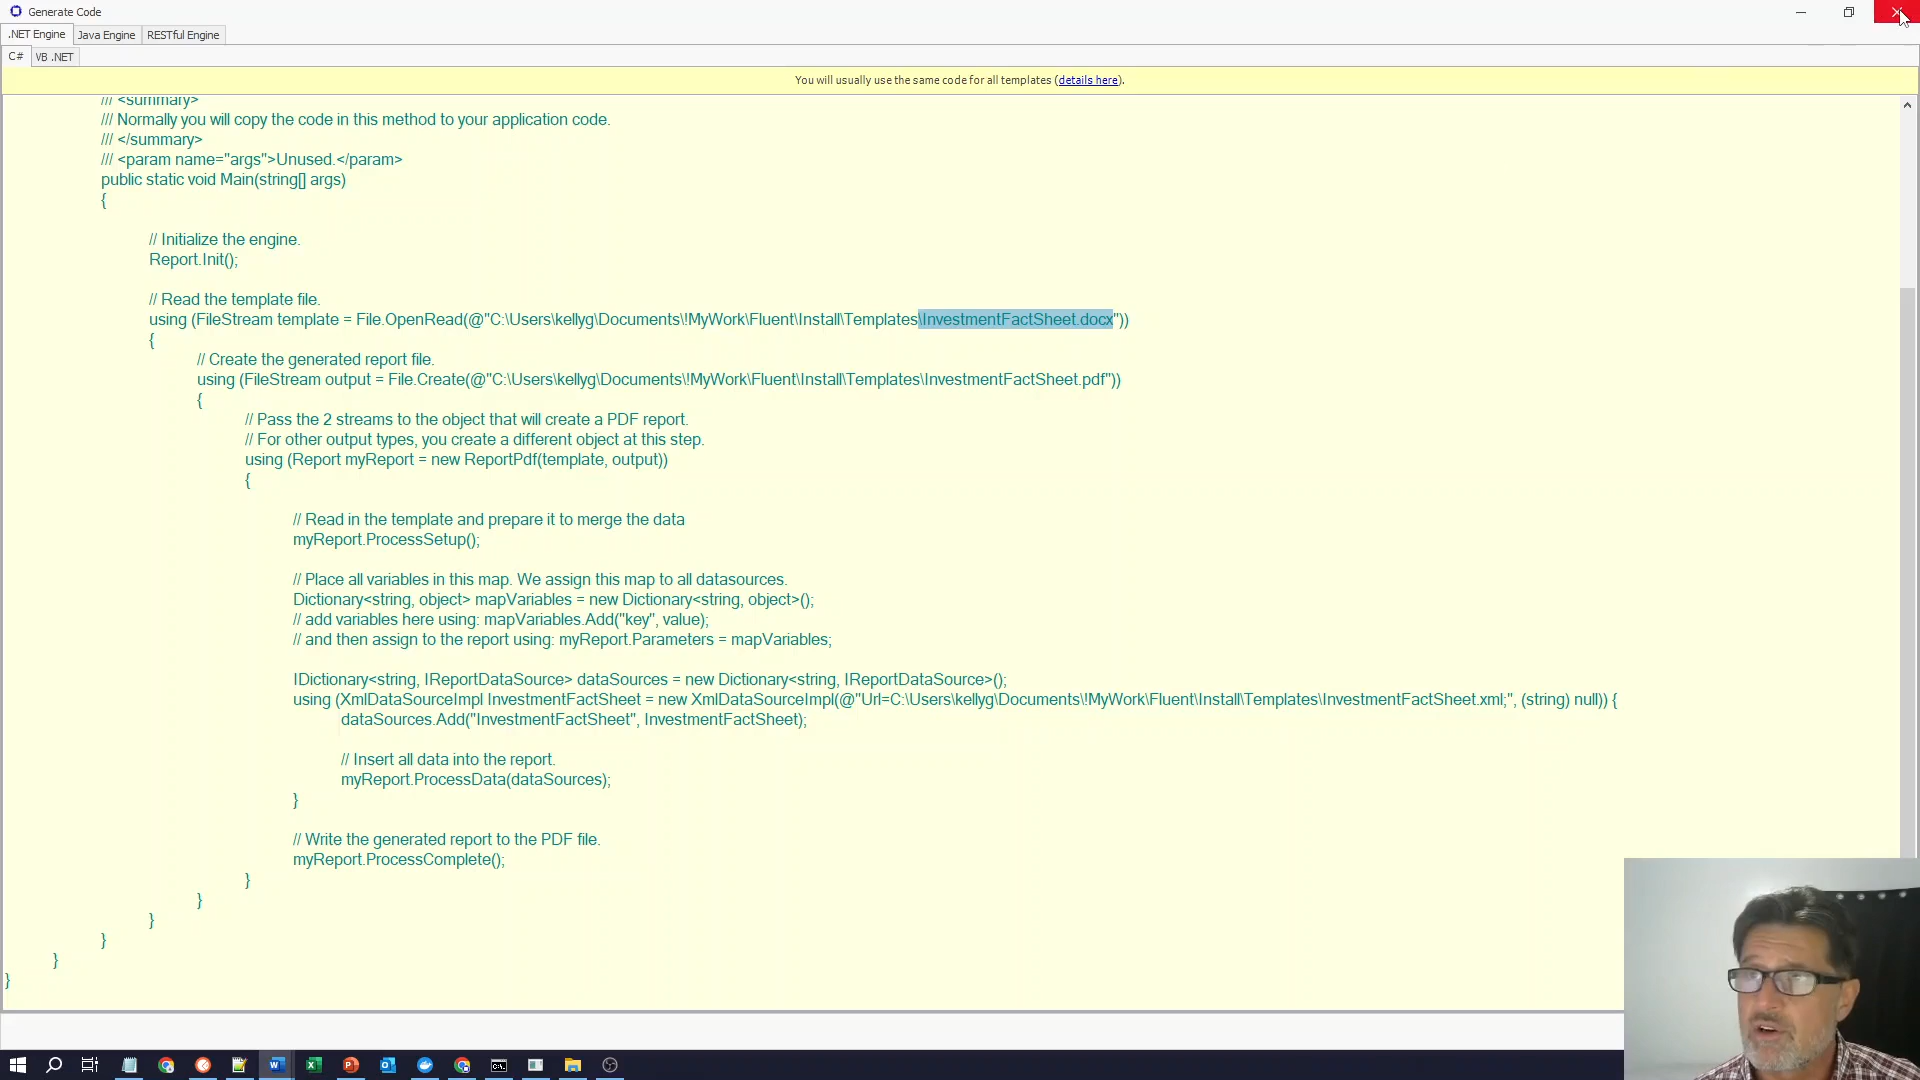 Generate Code
.NET Engine
Java Engine
RESTful Engine
C#
VB .NET
You will usually use the same code for all templates (details here).
/// <summary>
/// Normally you will copy the code in this method to your application code.
/// </summary>
/// <param name="args">Unused.</param>
public static void Main(string[] args)
{
// Initialize the engine.
Report.Init();
// Read the template file.
using (FileStream template = File.OpenRead(@"C:\Users\kellyg\Documents\!MyWork\Fluent\Install\Templates\InvestmentFactSheet.docx"))
{
// Create the generated report file.
using (FileStream output = File.Create(@"C:\Users\kellyg\Documents\!MyWork\Fluent\Install\Templates\InvestmentFactSheet.pdf"))
{
// Pass the 2 streams to the object that will create a PDF report.
// For other output types, you create a different object at this step.
using (Report myReport = new ReportPdf(template, output))
{
// Read in the template and prepare it to merge the data
myReport.ProcessSetup();
// Place all variables in this map. We assign this map to all datasources.
Dictionary<string, object> mapVariables = new Dictionary<string, object>();
// add variables here using: mapVariables.Add("key", value);
// and then assign to the report using: myReport.Parameters = mapVariables;
IDictionary<string, IReportDataSource> dataSources = new Dictionary<string, IReportDataSource>();
using (XmlDataSourceImpl InvestmentFactSheet = new XmlDataSourceImpl(@"Url=C:\Users\kellyg\Documents\!MyWork\Fluent\Install\Templates\InvestmentFactSheet.xml;", (string) null)) {
dataSources.Add("InvestmentFactSheet", InvestmentFactSheet);
// Insert all data into the report.
myReport.ProcessData(dataSources);
}
// Write the generated report to the PDF file.
myReport.ProcessComplete();
}
}
}
}
}
}